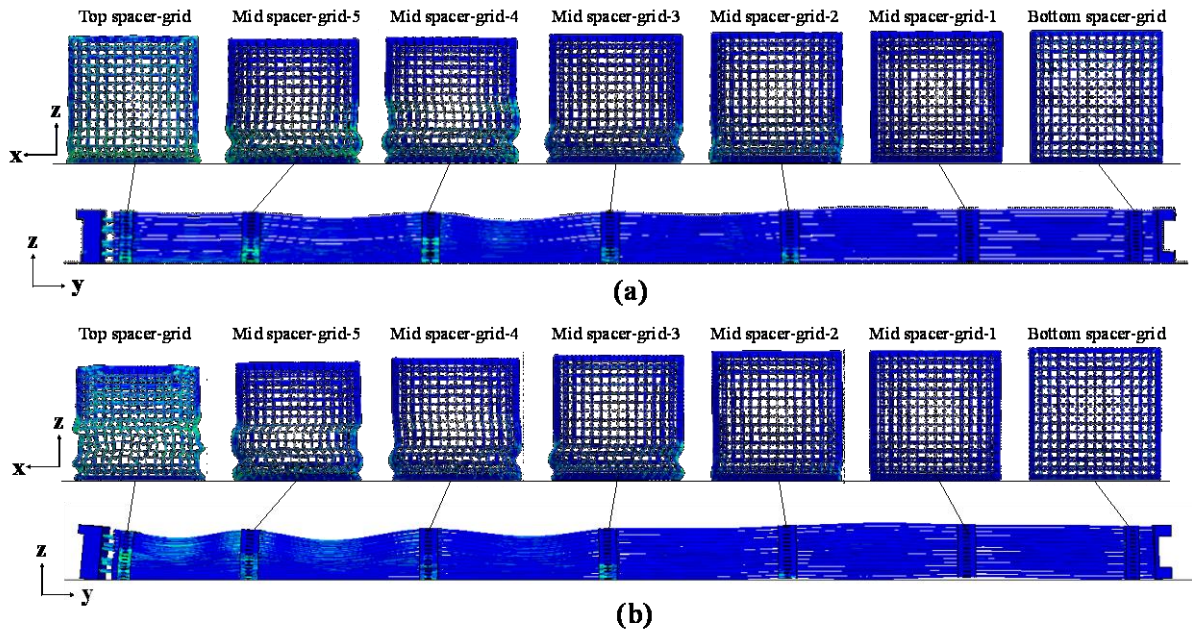 Top spacer-grid Mid spacer-grid-5 Mid spacer-grid-4 Mid spacer-grid-3 Mid spacer-grid-2 Mid spacer-grid-1 Bottom spacer-grid
z
x
z
y
(a)
Top spacer-grid Mid spacer-grid-5 Mid spacer-grid-4 Mid spacer-grid-3 Mid spacer-grid-2 Mid spacer-grid-1 Bottom spacer-grid
z
x
z
y
(b)